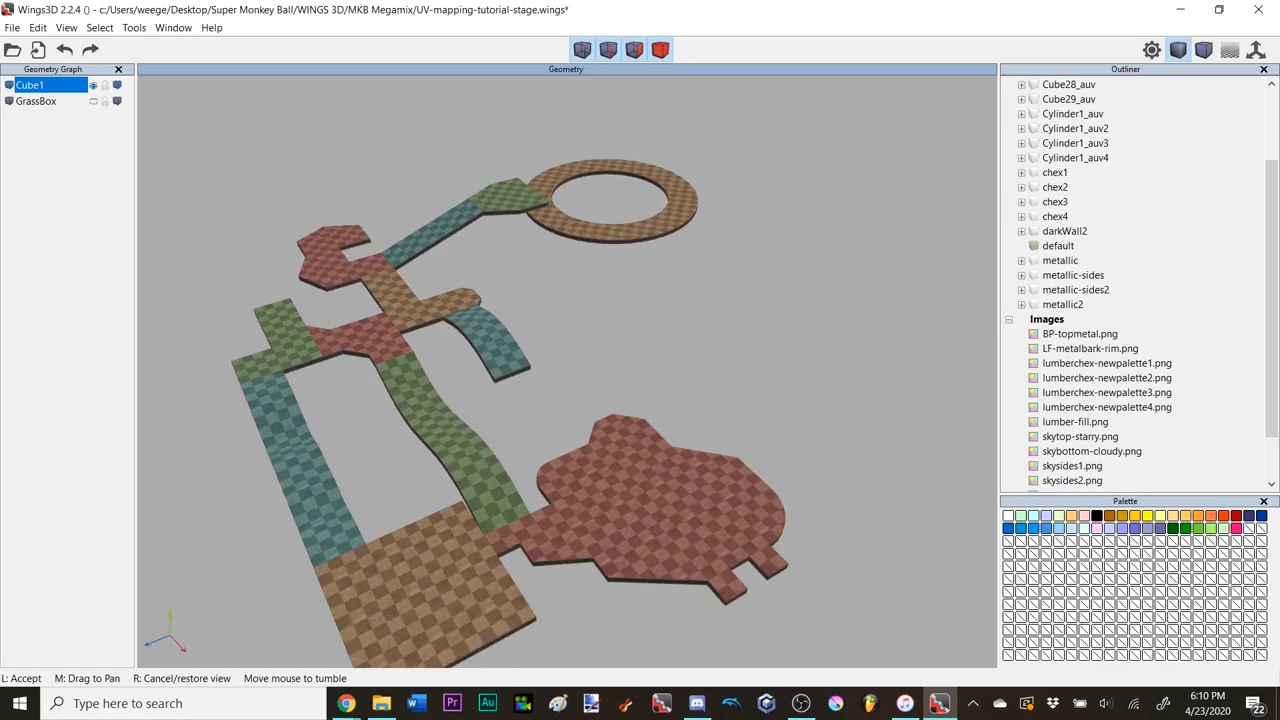 Wings3D 2.2.4 () - c:/Users/weege/Desktop/Super Monkey Ball/WINGS 3D/MKB Megamix/UV-mapping-tutorial-stage.wings*
File Edit View Select Tools Window Help
Geometry Graph
Geometry
Outliner
Cube1
GrassBox
Cube28_auv
Cube29_auv
Cylinder1_auv
Cylinder1_auv2
Cylinder1_auv3
Cylinder1_auv4
chex1
chex2
chex3
chex4
darkWall2
default
metallic
metallic-sides
metallic-sides2
metallic2
Images
BP-topmetal.png
LF-metalbark-rim.png
lumberchex-newpalette1.png
lumberchex-newpalette2.png
lumberchex-newpalette3.png
lumberchex-newpalette4.png
lumber-fill.png
skytop-starry.png
skybottom-cloudy.png
skysides1.png
skysides2.png
Palette
L: Accept M: Drag to Pan R: Cancel/restore view Move mouse to tumble
Type here to search
W
Pr
Au
6:10 PM
4/23/2020
22